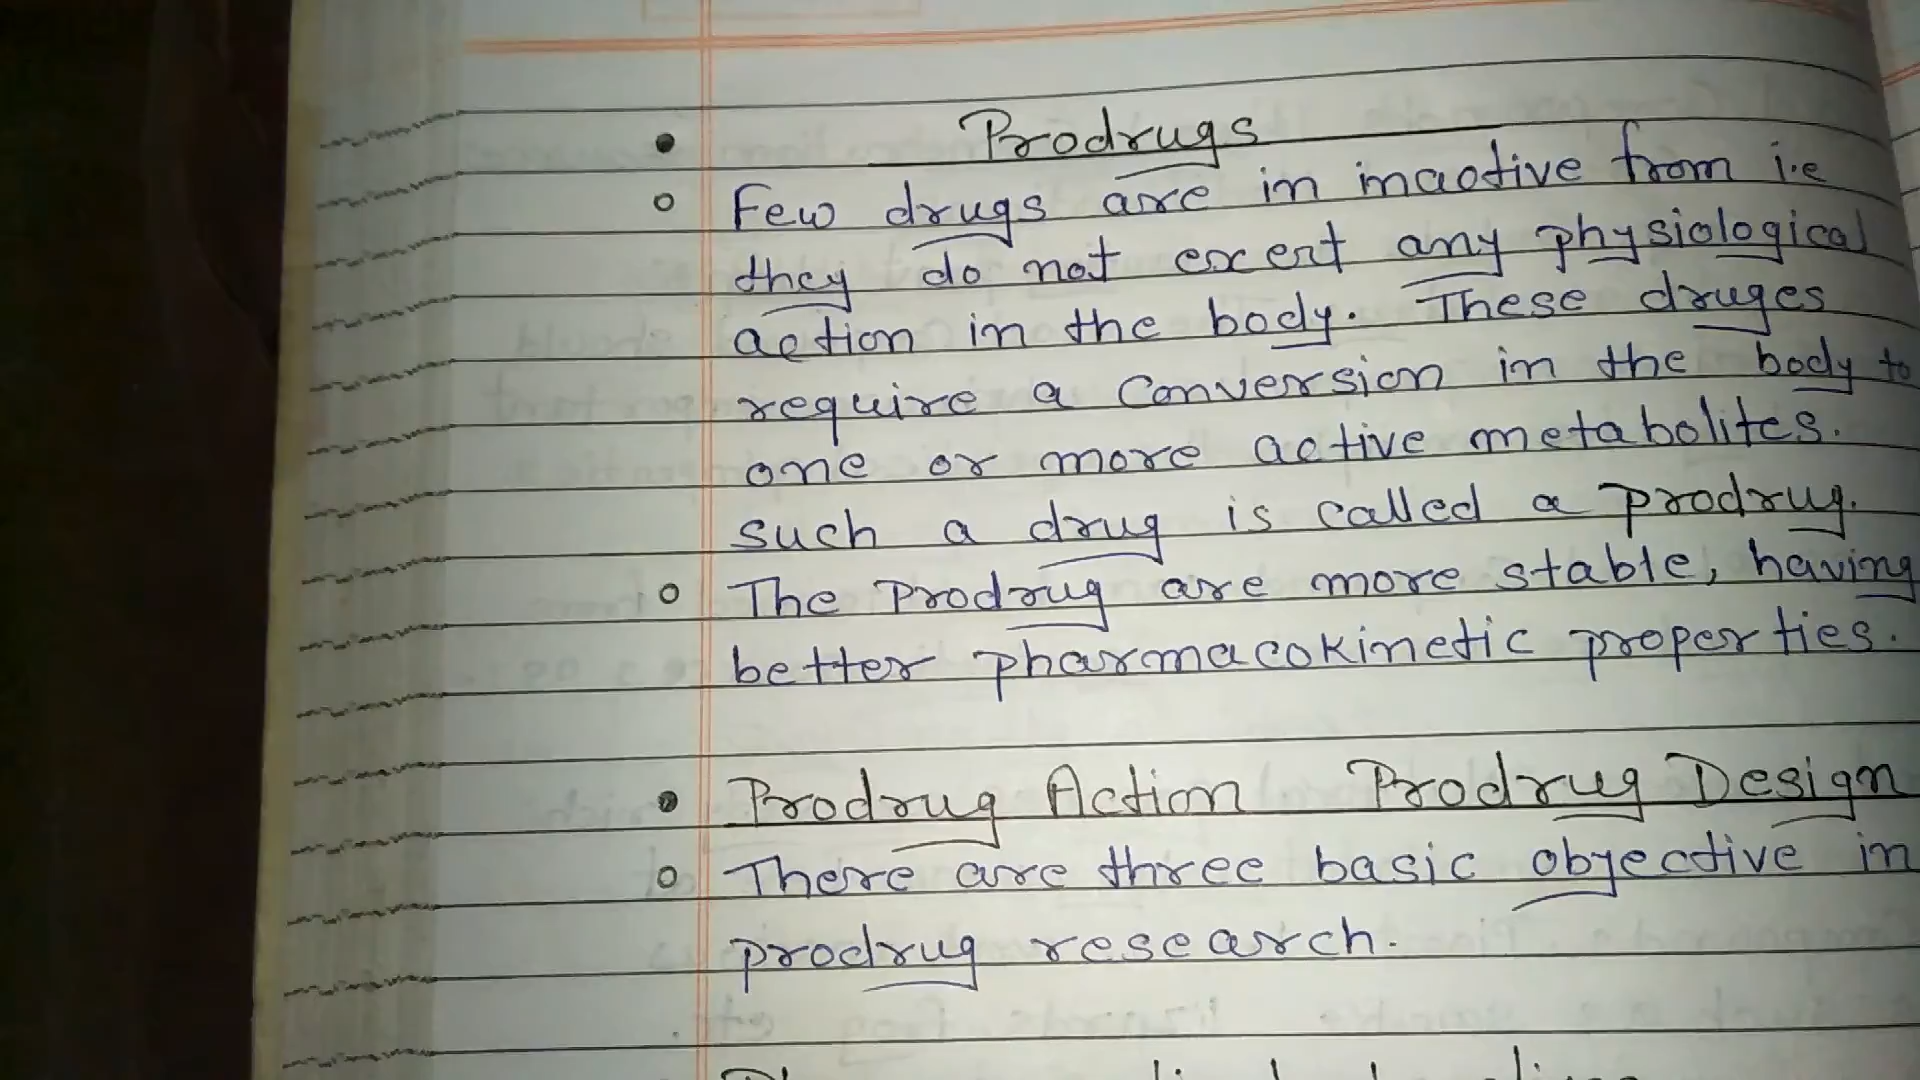 Prodrugs
Few drugs are in inactive from i.e
they do not excert any physiological
action in the body. These druges
require a conversion in the body to
one or more active metabolites.
such a drug is called a prodrug.
The Prodrug are more stable, having
better pharmacokinetic properties.
Prodrug Action Prodrug Design
There are three basic objective in
prodrug research.